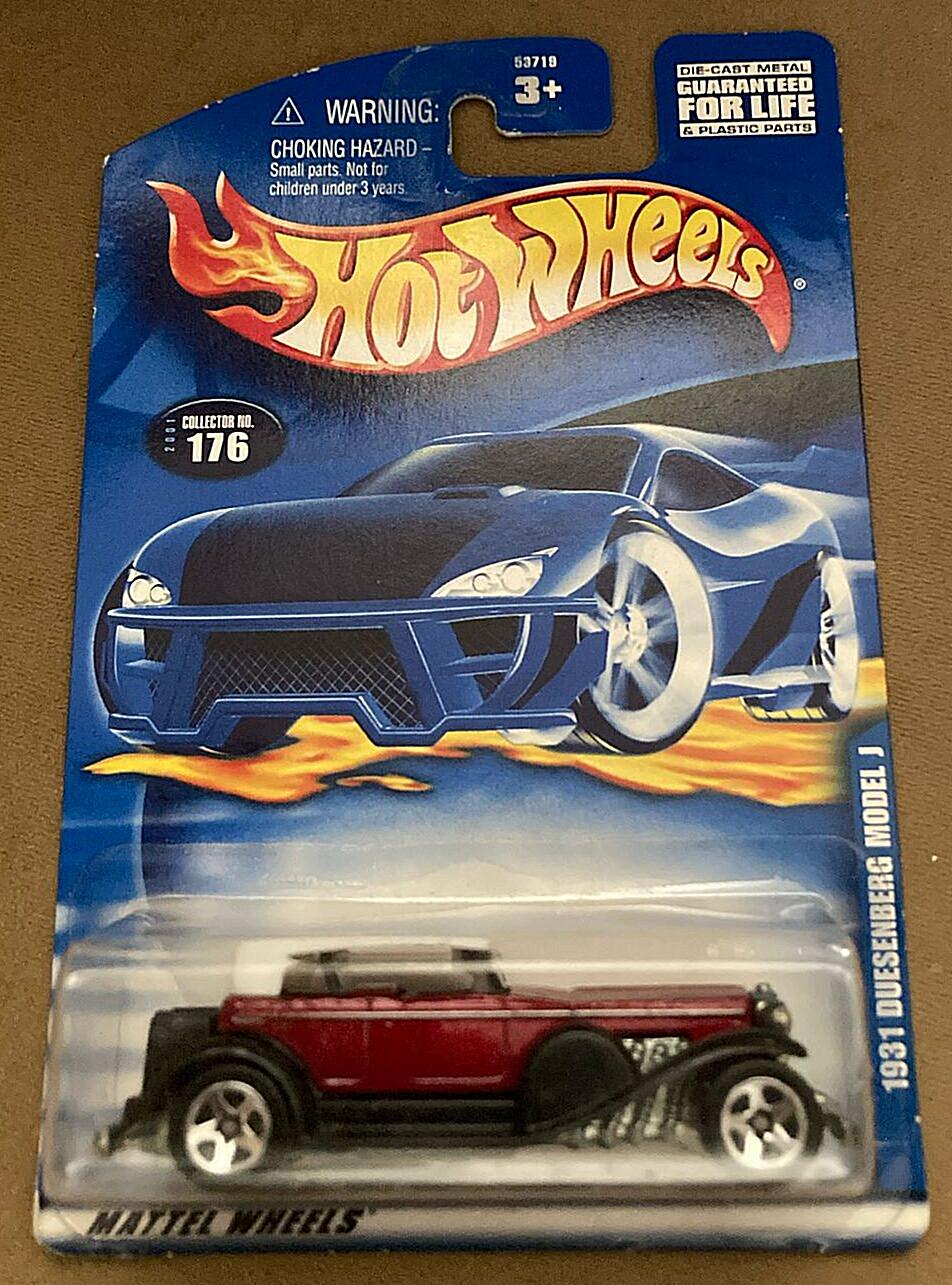 53719
3+
DIE-CAST METAL
GUARANTEED
FOR LIFE
& PLASTIC PARTS
⚠ WARNING:
CHOKING HAZARD –
Small parts. Not for
children under 3 years.
HOT WHEELS®
2001
COLLECTOR NO.
176
1931 DUESENBERG MODEL J
MATTEL WHEELS™